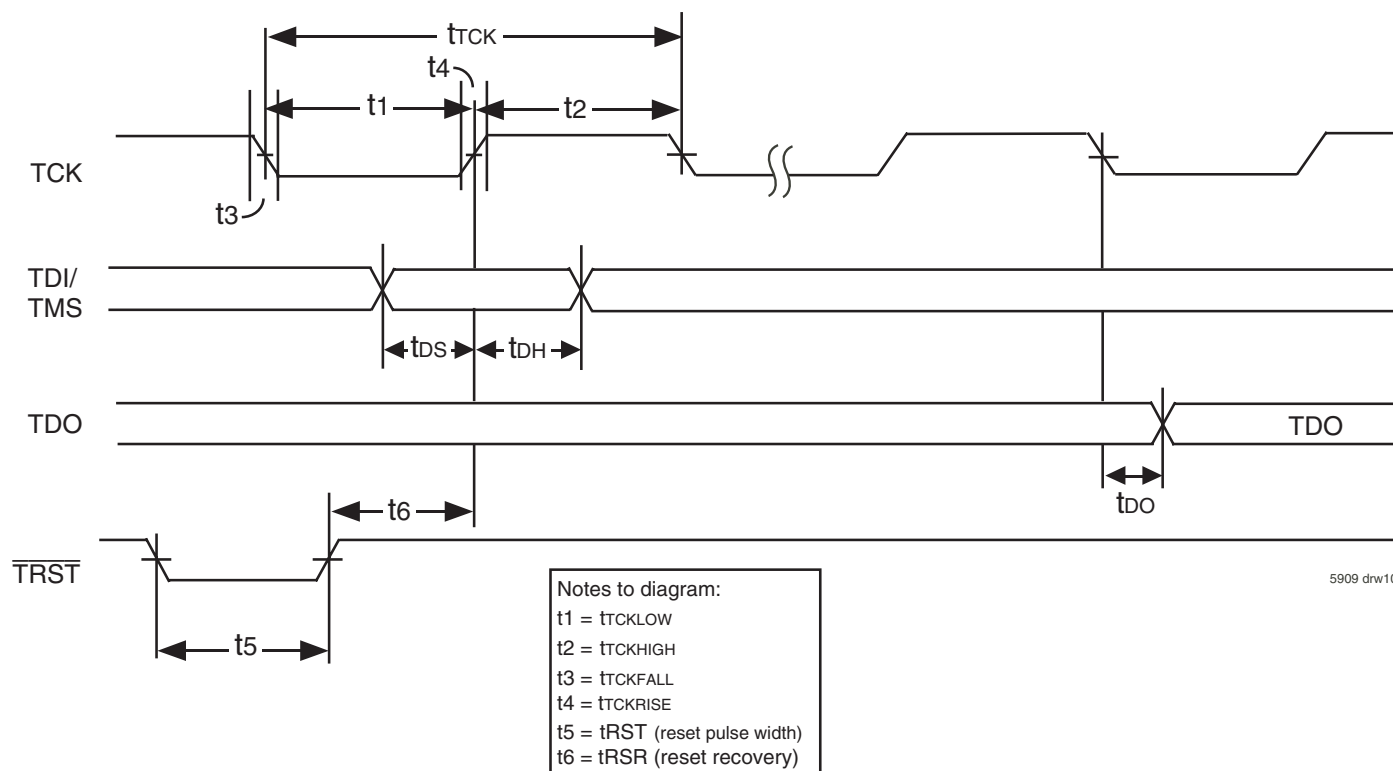 tTCK
t4
t1
t2
TCK
t3
TDI/
TMS
tDS
tDH
TDO
TDO
tDO
t6
TRST
5909 drw10
t5
Notes to diagram:
t1 = tTCKLOW
t2 = tTCKHIGH
t3 = tTCKFALL
t4 = tTCKRISE
t5 = tRST (reset pulse width)
t6 = tRSR (reset recovery)